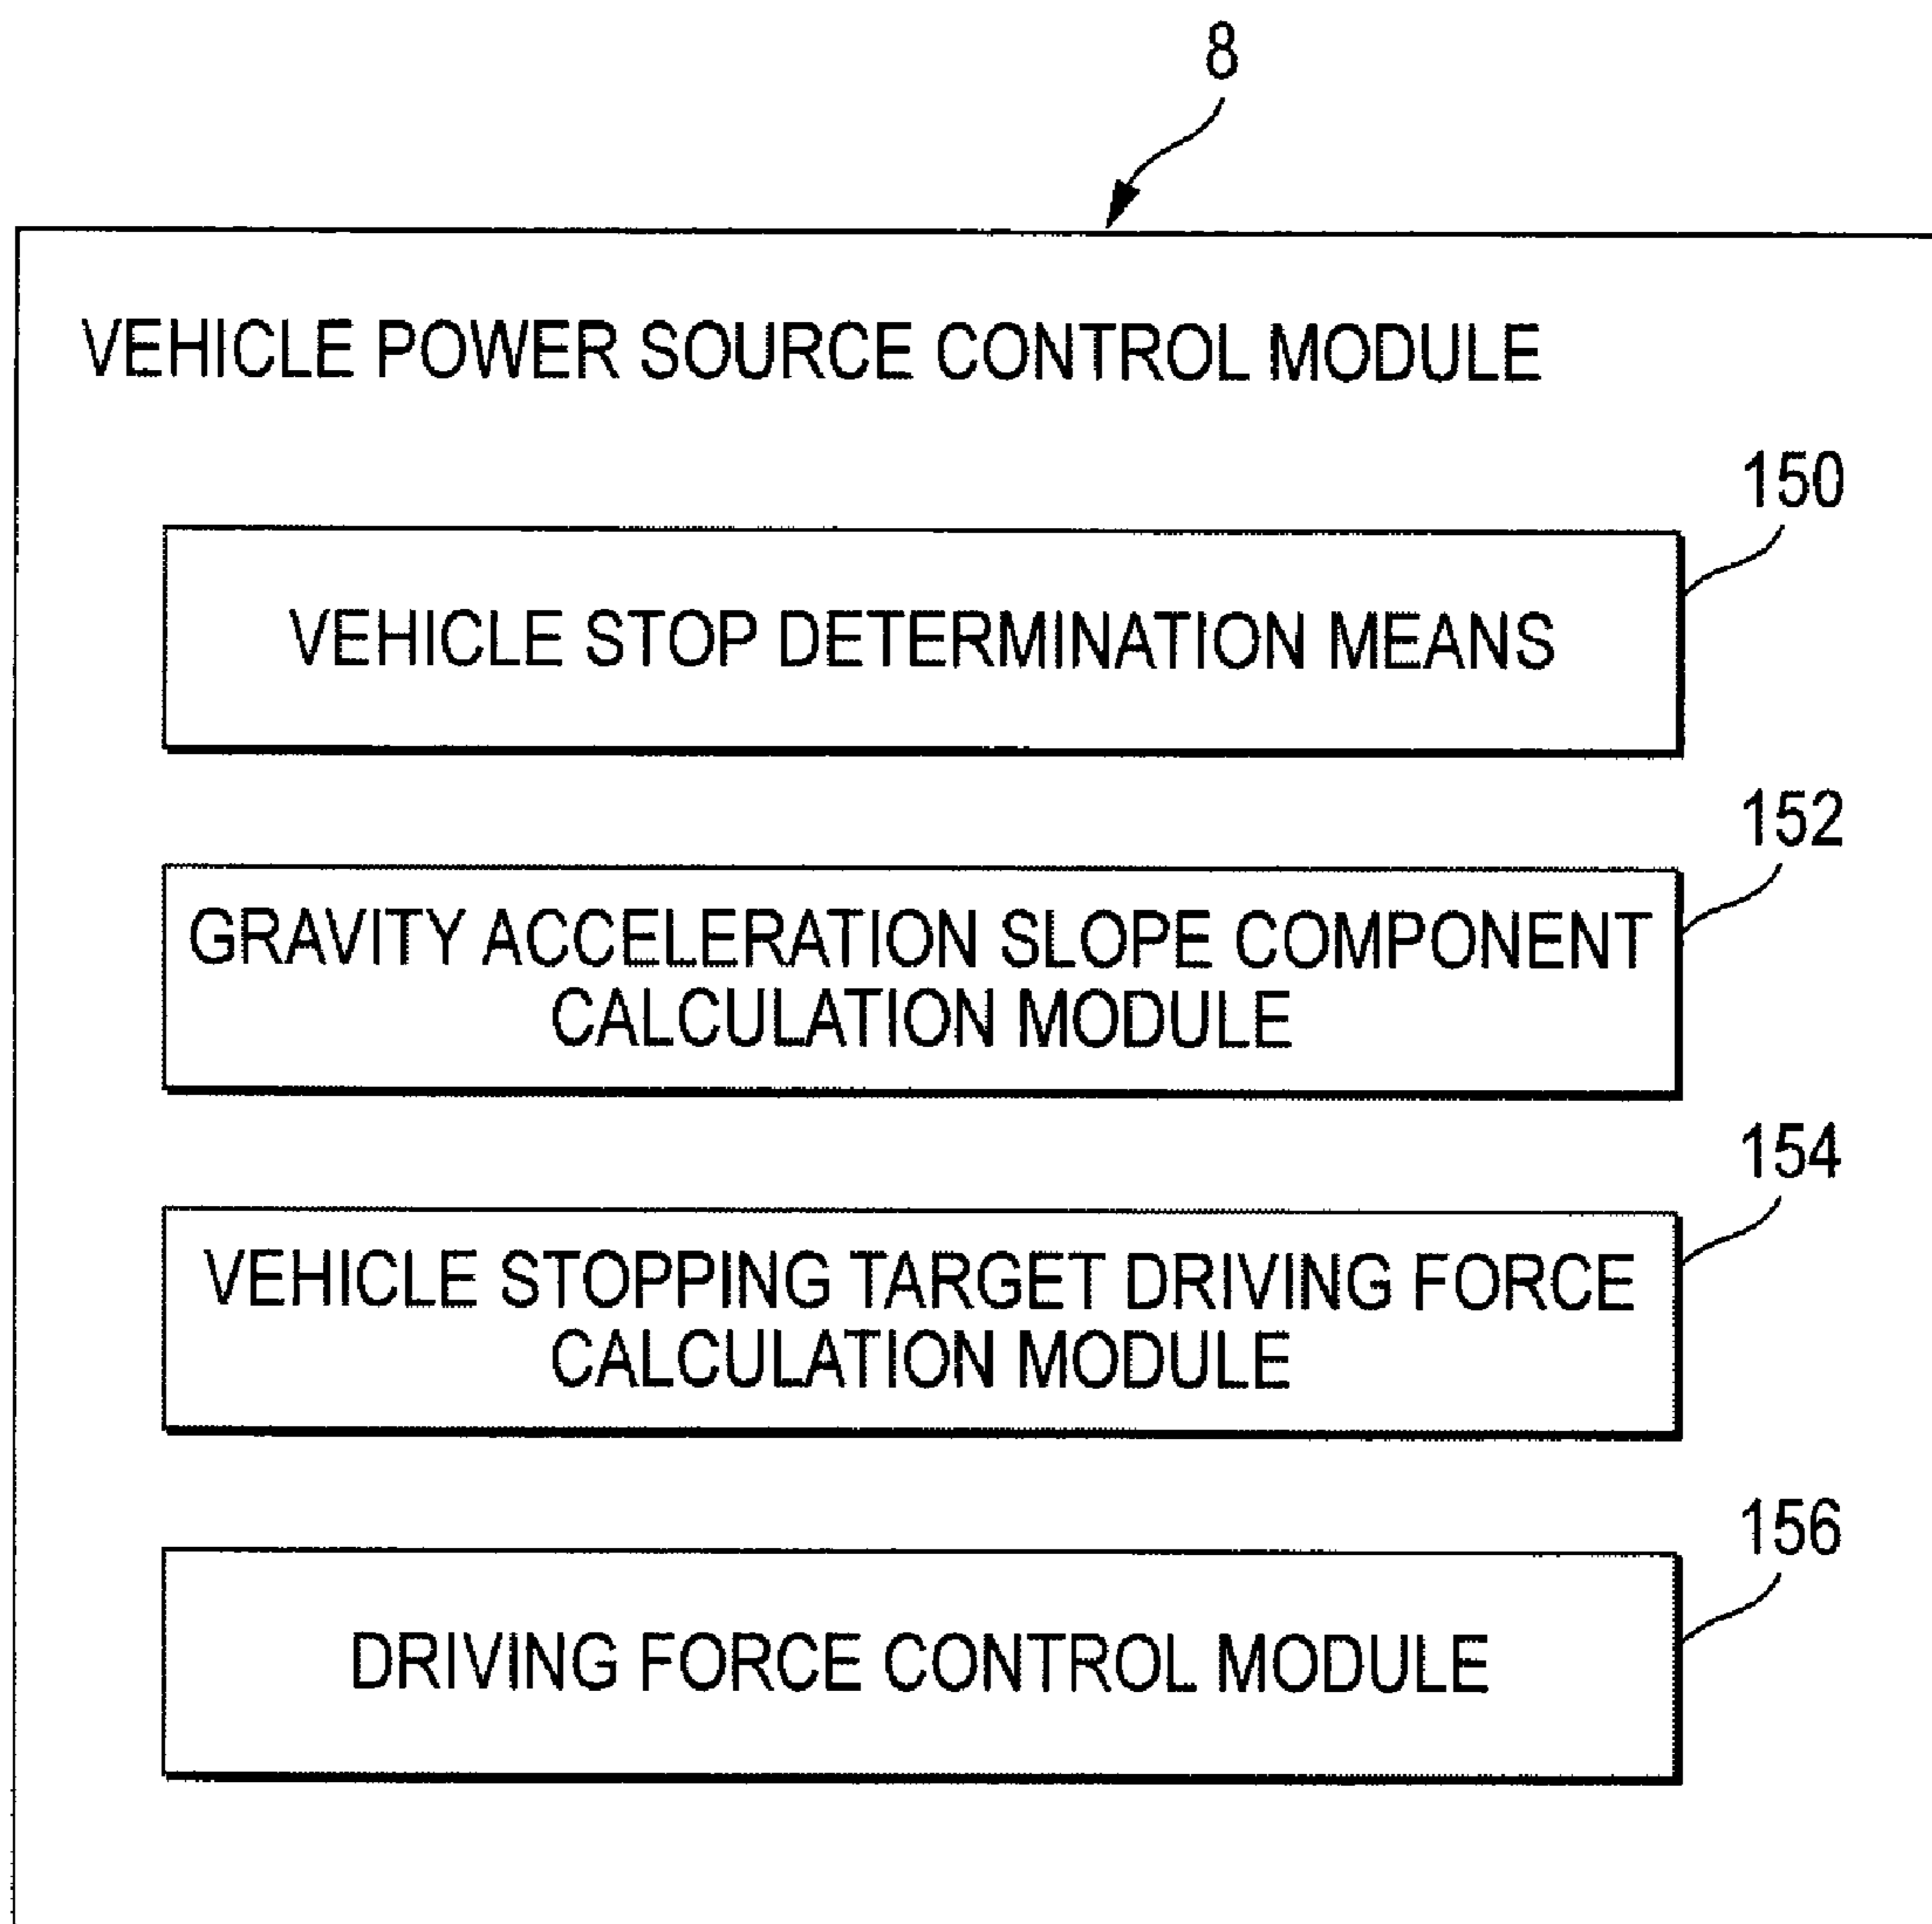 8
VEHICLE POWER SOURCE CONTROL MODULE
150
VEHICLE STOP DETERMINATION MEANS
152
GRAVITY ACCELERATION SLOPE COMPONENT
CALCULATION MODULE
154
VEHICLE STOPPING TARGET DRIVING FORCE
CALCULATION MODULE
156
DRIVING FORCE CONTROL MODULE